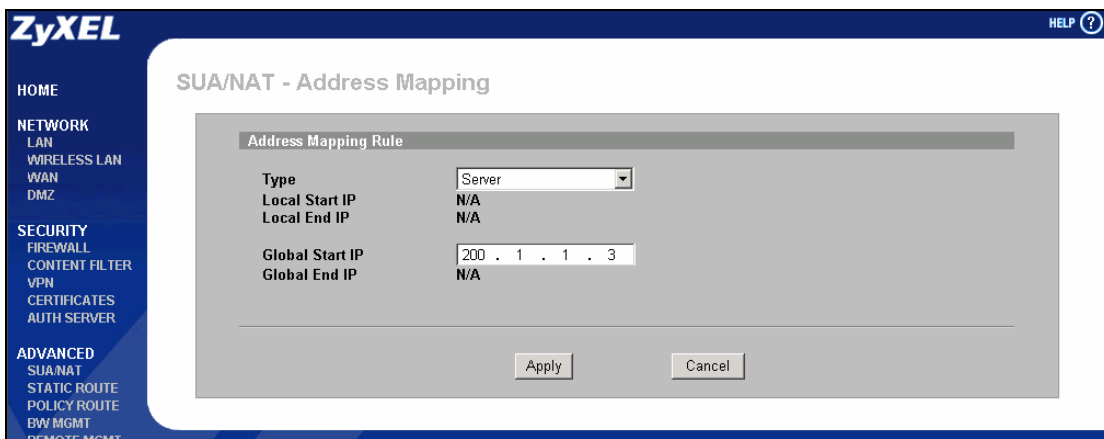 ZyXEL
HELP ?
HOME
NETWORK
LAN
WIRELESS LAN
WAN
DMZ
SECURITY
FIREWALL
CONTENT FILTER
VPN
CERTIFICATES
AUTH SERVER
ADVANCED
SUA/NAT
STATIC ROUTE
POLICY ROUTE
BW MGMT
REMOTE MGMT
SUA/NAT - Address Mapping
Address Mapping Rule
Type Server
Local Start IP N/A
Local End IP N/A
Global Start IP 200 . 1 . 1 . 3
Global End IP N/A
Apply Cancel